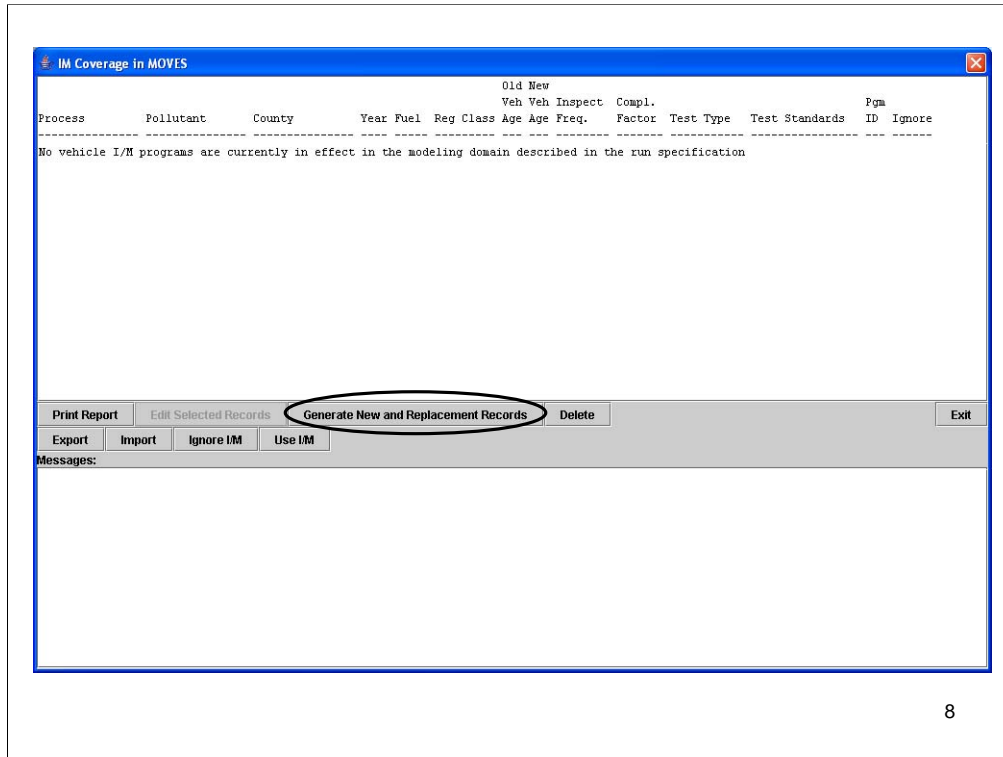 IM Coverage in MOVES
Old New
Veh Veh Inspect Compl. Pgm
Process Pollutant County Year Fuel Reg Class Age Age Freq. Factor Test Type Test Standards ID Ignore
No vehicle I/M programs are currently in effect in the modeling domain described in the run specification
Print Report Edit Selected Records Generate New and Replacement Records Delete Exit
Export Import Ignore I/M Use I/M
Messages:
8